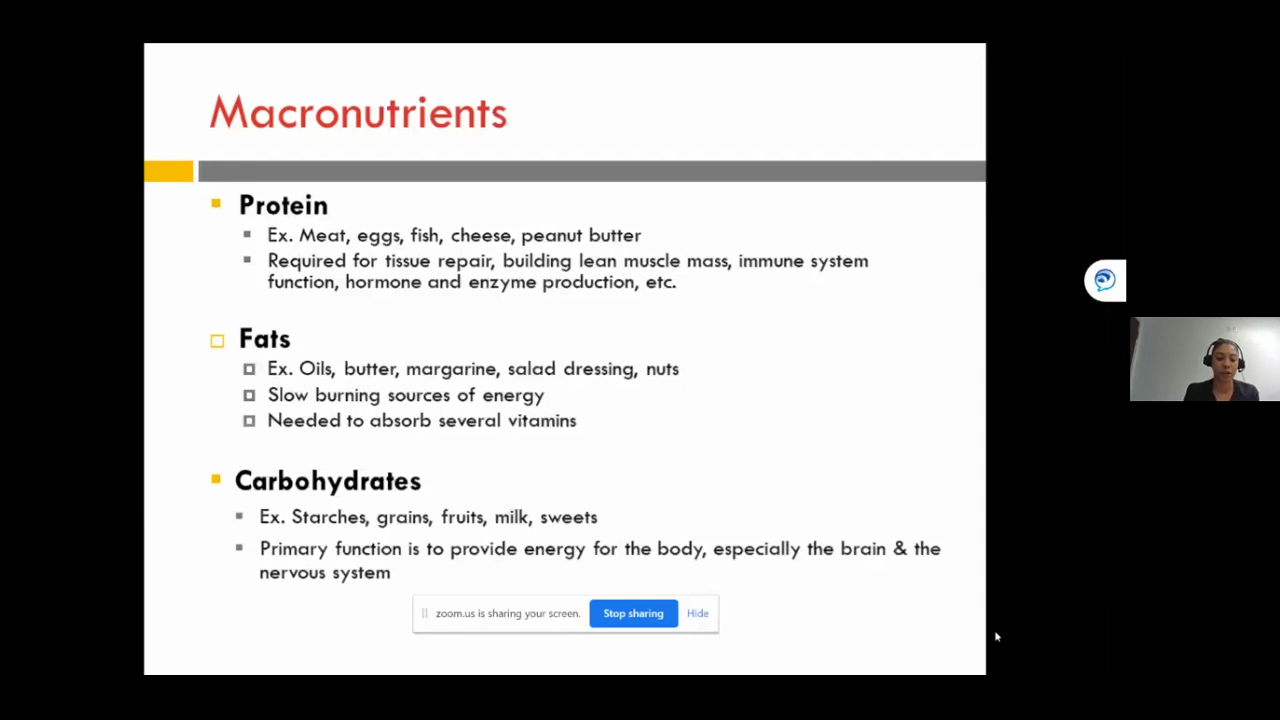 Macronutrients
Protein
Ex. Meat, eggs, fish, cheese, peanut butter
Required for tissue repair, building lean muscle mass, immune system
function, hormone and enzyme production, etc.
Fats
Ex. Oils, butter, margarine, salad dressing, nuts
Slow burning sources of energy
Needed to absorb several vitamins
Carbohydrates
Ex. Starches, grains, fruits, milk, sweets
Primary function is to provide energy for the body, especially the brain & the
nervous system
zoom.us is sharing your screen. Stop sharing Hide